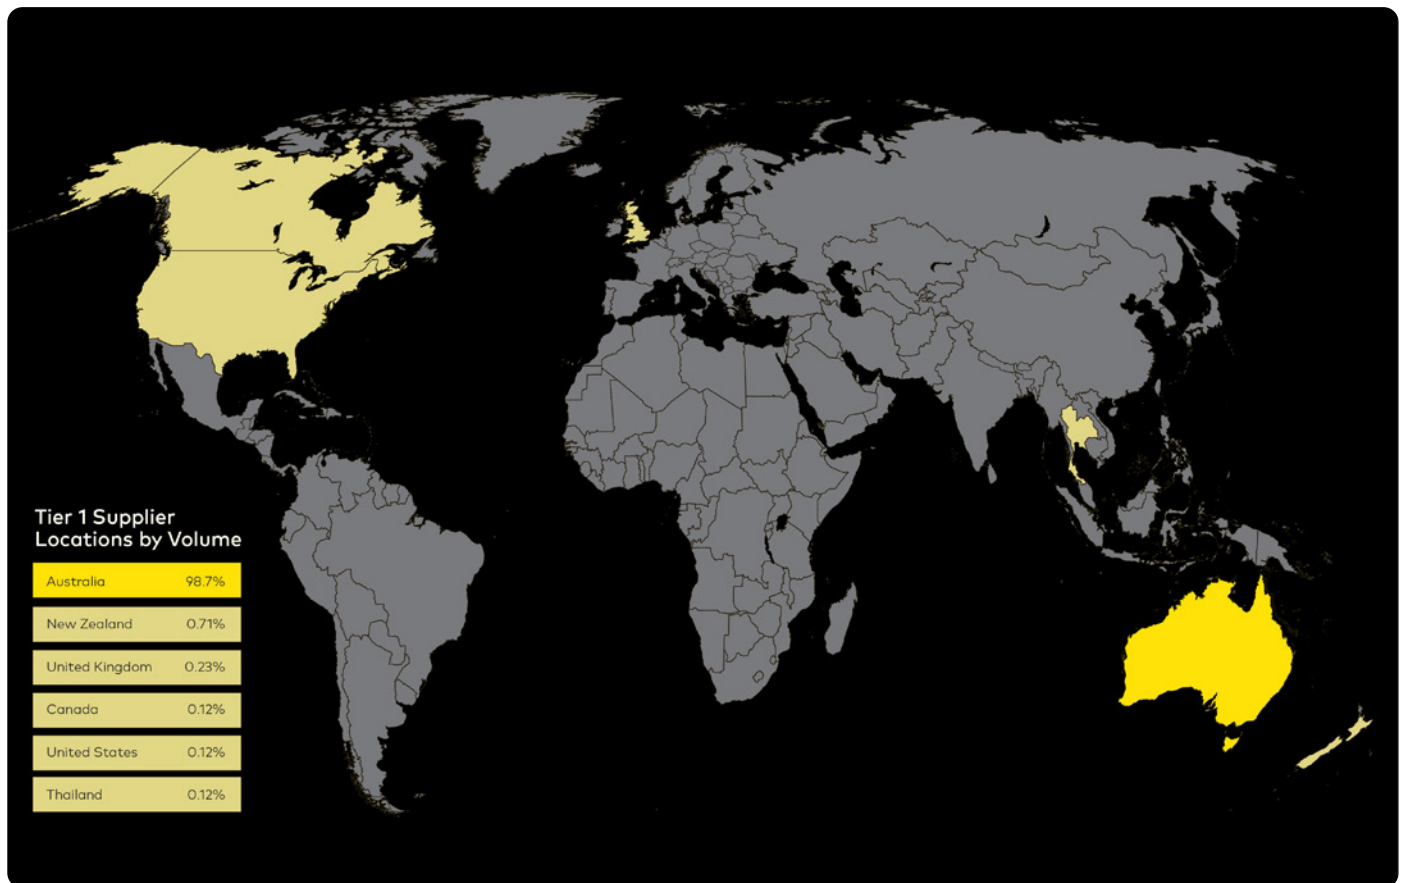 Tier 1 Supplier
Locations by Volume
Australia 98.7%
New Zealand 0.71%
United Kingdom 0.23%
Canada 0.12%
United States 0.12%
Thailand 0.12%